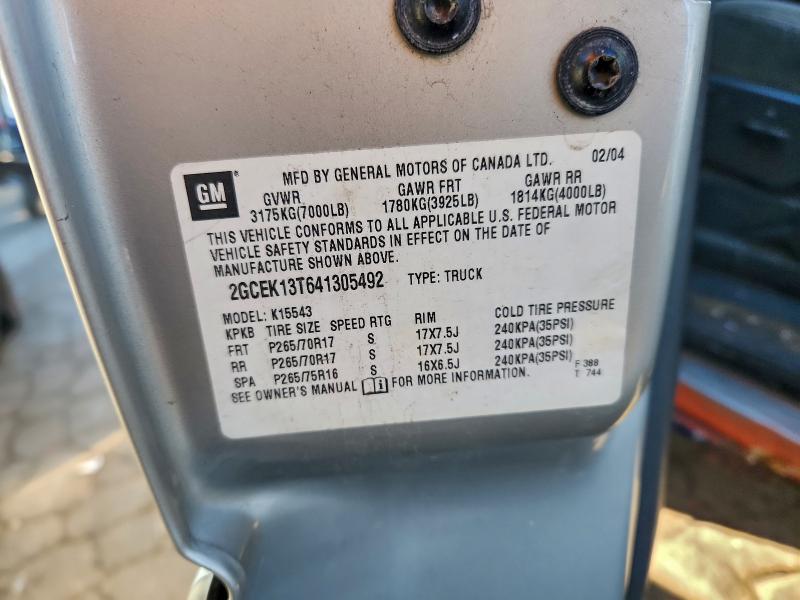 GM
MFD BY GENERAL MOTORS OF CANADA LTD. 02/04
GVWR GAWR FRT GAWR RR
3175KG(7000LB) 1780KG(3925LB) 1814KG(4000LB)
THIS VEHICLE CONFORMS TO ALL APPLICABLE U.S. FEDERAL MOTOR
VEHICLE SAFETY STANDARDS IN EFFECT ON THE DATE OF
MANUFACTURE SHOWN ABOVE.
2GCEK13T641305492 TYPE: TRUCK
MODEL: K15543
KPKB TIRE SIZE SPEED RTG RIM COLD TIRE PRESSURE
FRT P265/70R17 S 17X7.5J 240KPA(35PSI)
RR P265/70R17 S 17X7.5J 240KPA(35PSI)
SPA P265/75R16 S 16X6.5J 240KPA(35PSI)
SEE OWNER'S MANUAL FOR MORE INFORMATION.
F 388
T 744